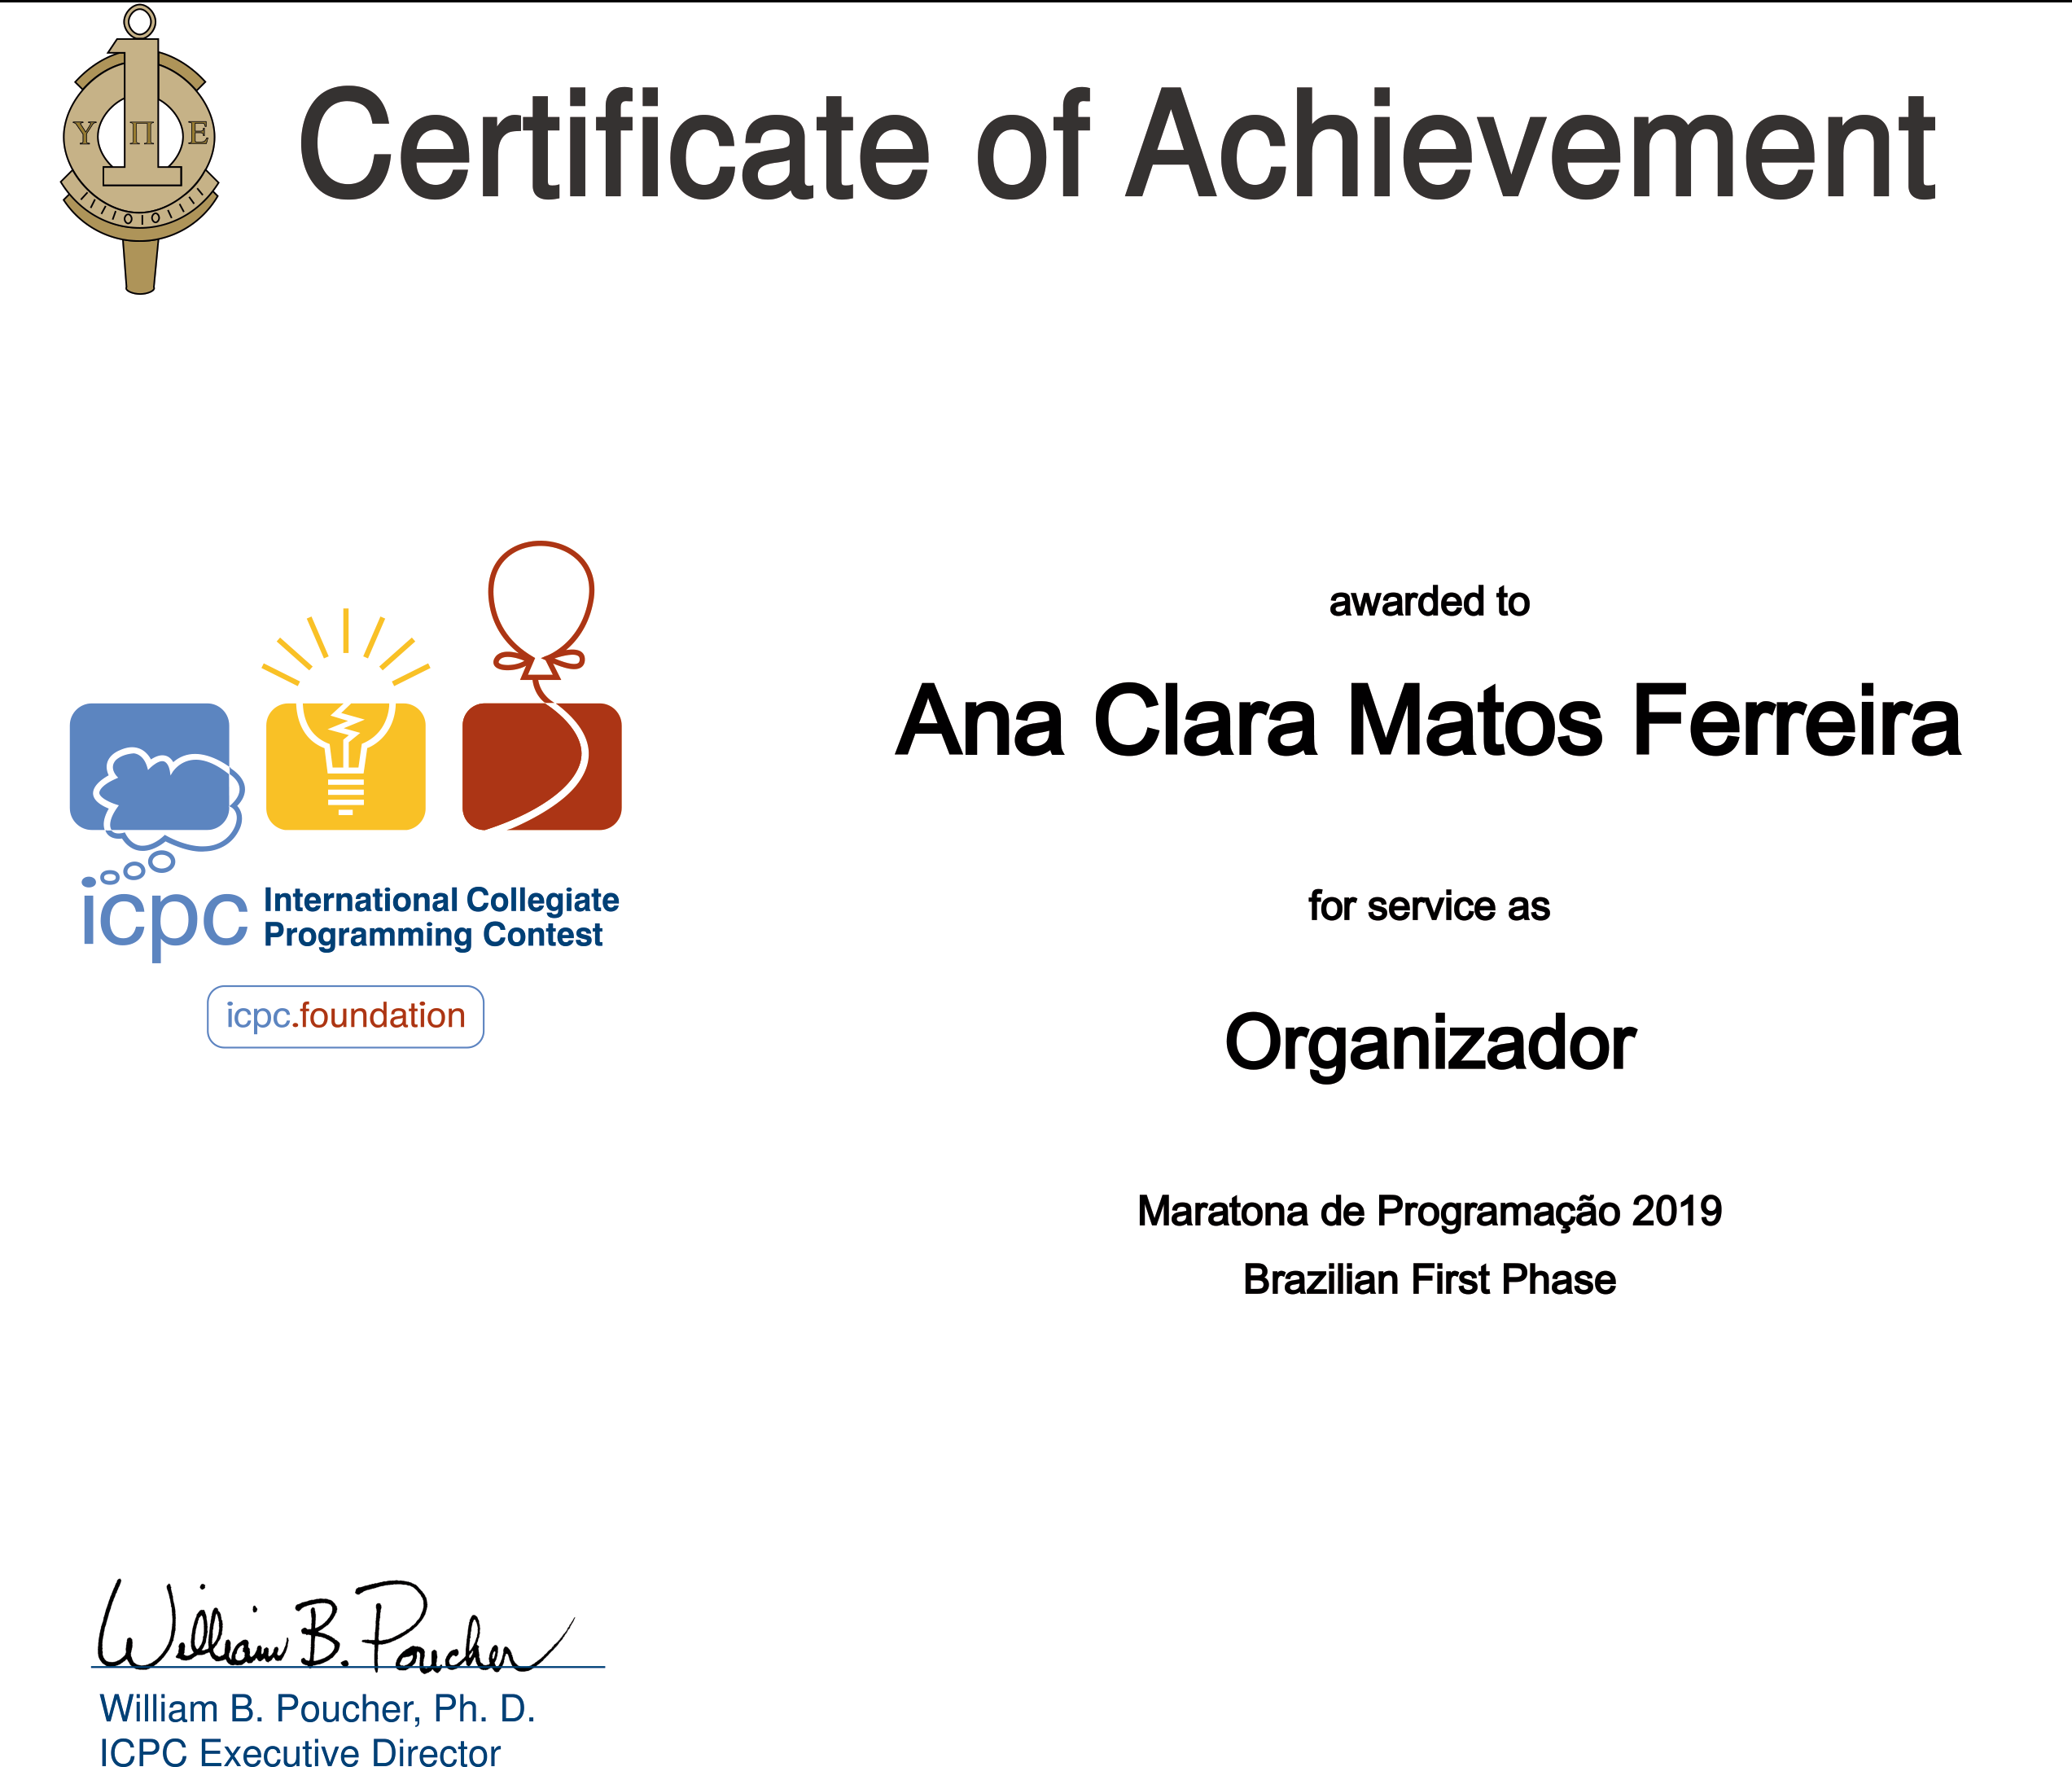 Certificate of Achievement
Υ Π Ε
awarded to
Ana Clara Matos Ferreira
for service as
Organizador
Maratona de Programação 2019
Brazilian First Phase
icpc International Collegiate
Programming Contest
icpc.foundation
William B. Poucher
William B. Poucher, Ph. D.
ICPC Executive Director